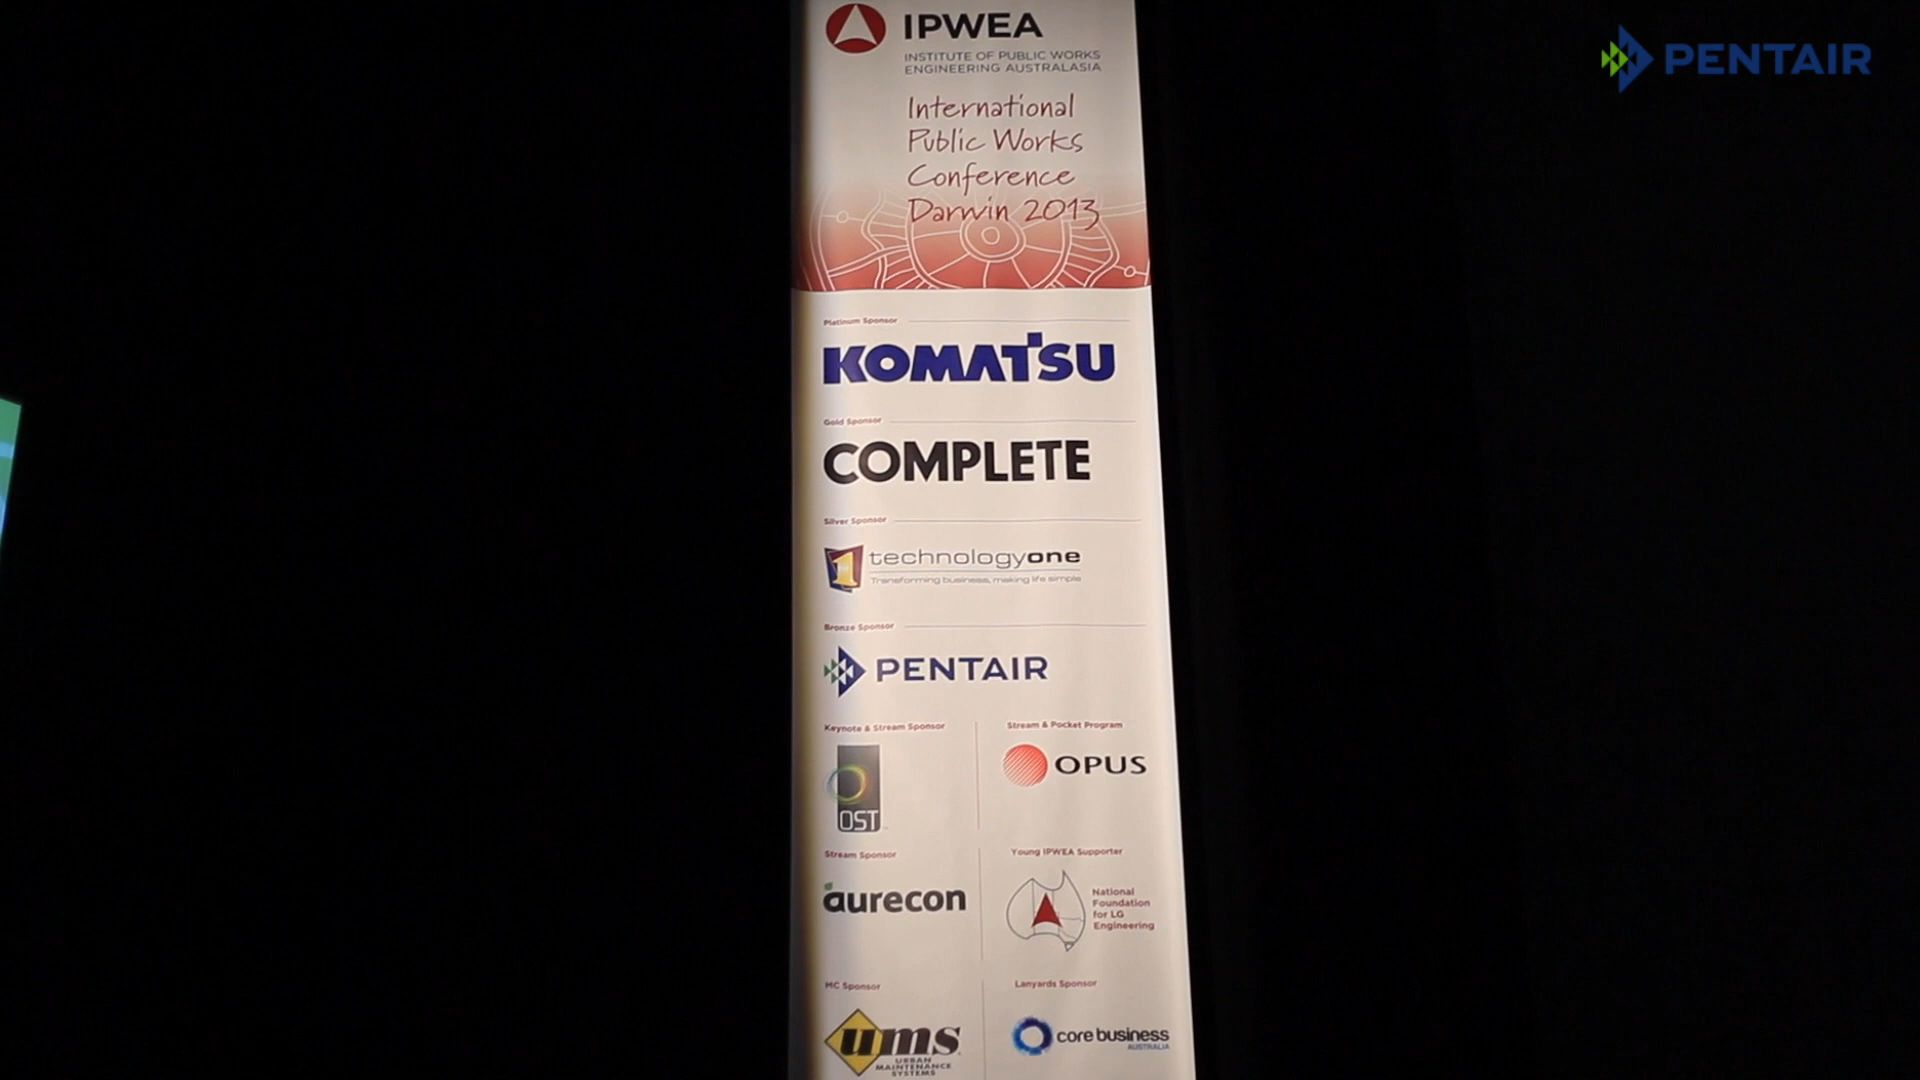 IPWEA
INSTITUTE OF PUBLIC WORKS
ENGINEERING AUSTRALASIA
International
Public Works
Conference
Darwin 2013
PENTAIR
Platinum Sponsor
KOMATSU
Gold Sponsor
COMPLETE
Silver Sponsor
1 technologyone
Transforming business, making life simple
Bronze Sponsor
PENTAIR
Keynote & Stream Sponsor
OST
Stream & Pocket Program
OPUS
Stream Sponsor
aurecon
Young IPWEA Supporter
National
Foundation
for LG
Engineering
MC Sponsor
ums
URBAN
MAINTENANCE
SYSTEMS
Lanyards Sponsor
core business
AUSTRALIA